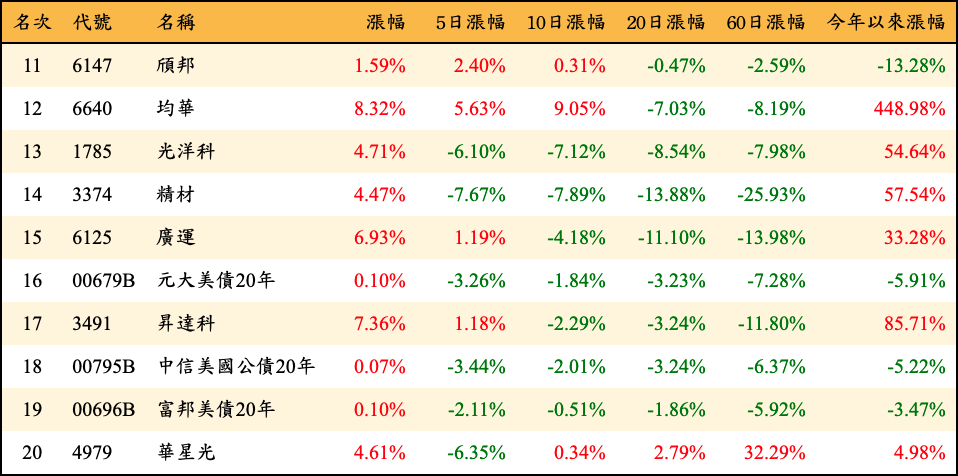 名次 代號 名稱 漲幅 5日漲幅 10日漲幅 20日漲幅 60日漲幅 今年以來漲幅
11 6147 頎邦 1.59% 2.40% 0.31% -0.47% -2.59% -13.28%
12 6640 均華 8.32% 5.63% 9.05% -7.03% -8.19% 448.98%
13 1785 光洋科 4.71% -6.10% -7.12% -8.54% -7.98% 54.64%
14 3374 精材 4.47% -7.67% -7.89% -13.88% -25.93% 57.54%
15 6125 廣運 6.93% 1.19% -4.18% -11.10% -13.98% 33.28%
16 00679B 元大美債20年 0.10% -3.26% -1.84% -3.23% -7.28% -5.91%
17 3491 昇達科 7.36% 1.18% -2.29% -3.24% -11.80% 85.71%
18 00795B 中信美國公債20年 0.07% -3.44% -2.01% -3.24% -6.37% -5.22%
19 00696B 富邦美債20年 0.10% -2.11% -0.51% -1.86% -5.92% -3.47%
20 4979 華星光 4.61% -6.35% 0.34% 2.79% 32.29% 4.98%